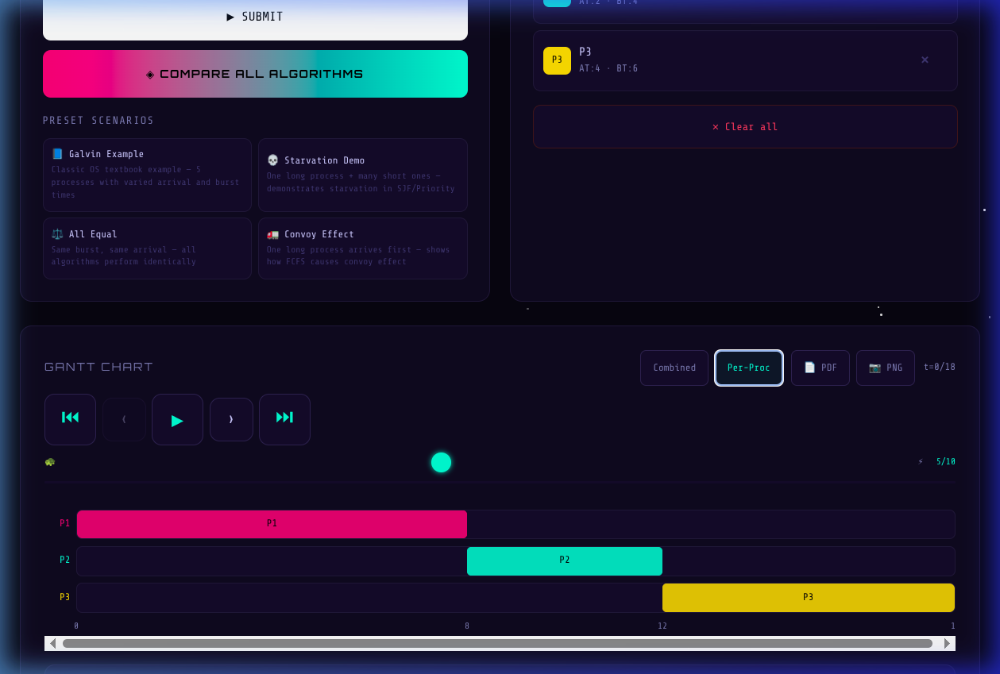 ▶ SUBMIT
◈ COMPARE ALL ALGORITHMS
PRESET SCENARIOS
📘 Galvin Example
Classic OS textbook example — 5
processes with varied arrival and burst
times
💀 Starvation Demo
One long process + many short ones —
demonstrates starvation in SJF/Priority
⚖️ All Equal
Same burst, same arrival — all
algorithms perform identically
🚛 Convoy Effect
One long process arrives first — shows
how FCFS causes convoy effect
AT:2 · BT:4
P3
P3
AT:4 · BT:6
×
× Clear all
GANTT CHART
Combined
Per-Proc
📄 PDF
📷 PNG
t=0/18
⏮
‹
▶
›
⏭
🐢
⚡
5/10
P1
P1
P2
P2
P3
P3
0
8
12
1